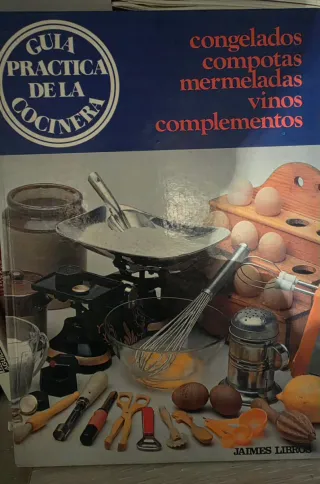 GUIA
PRACTICA
DE LA
COCINERA
congelados
compotas
mermeladas
vinos
complementos
JAIMES LIBROS